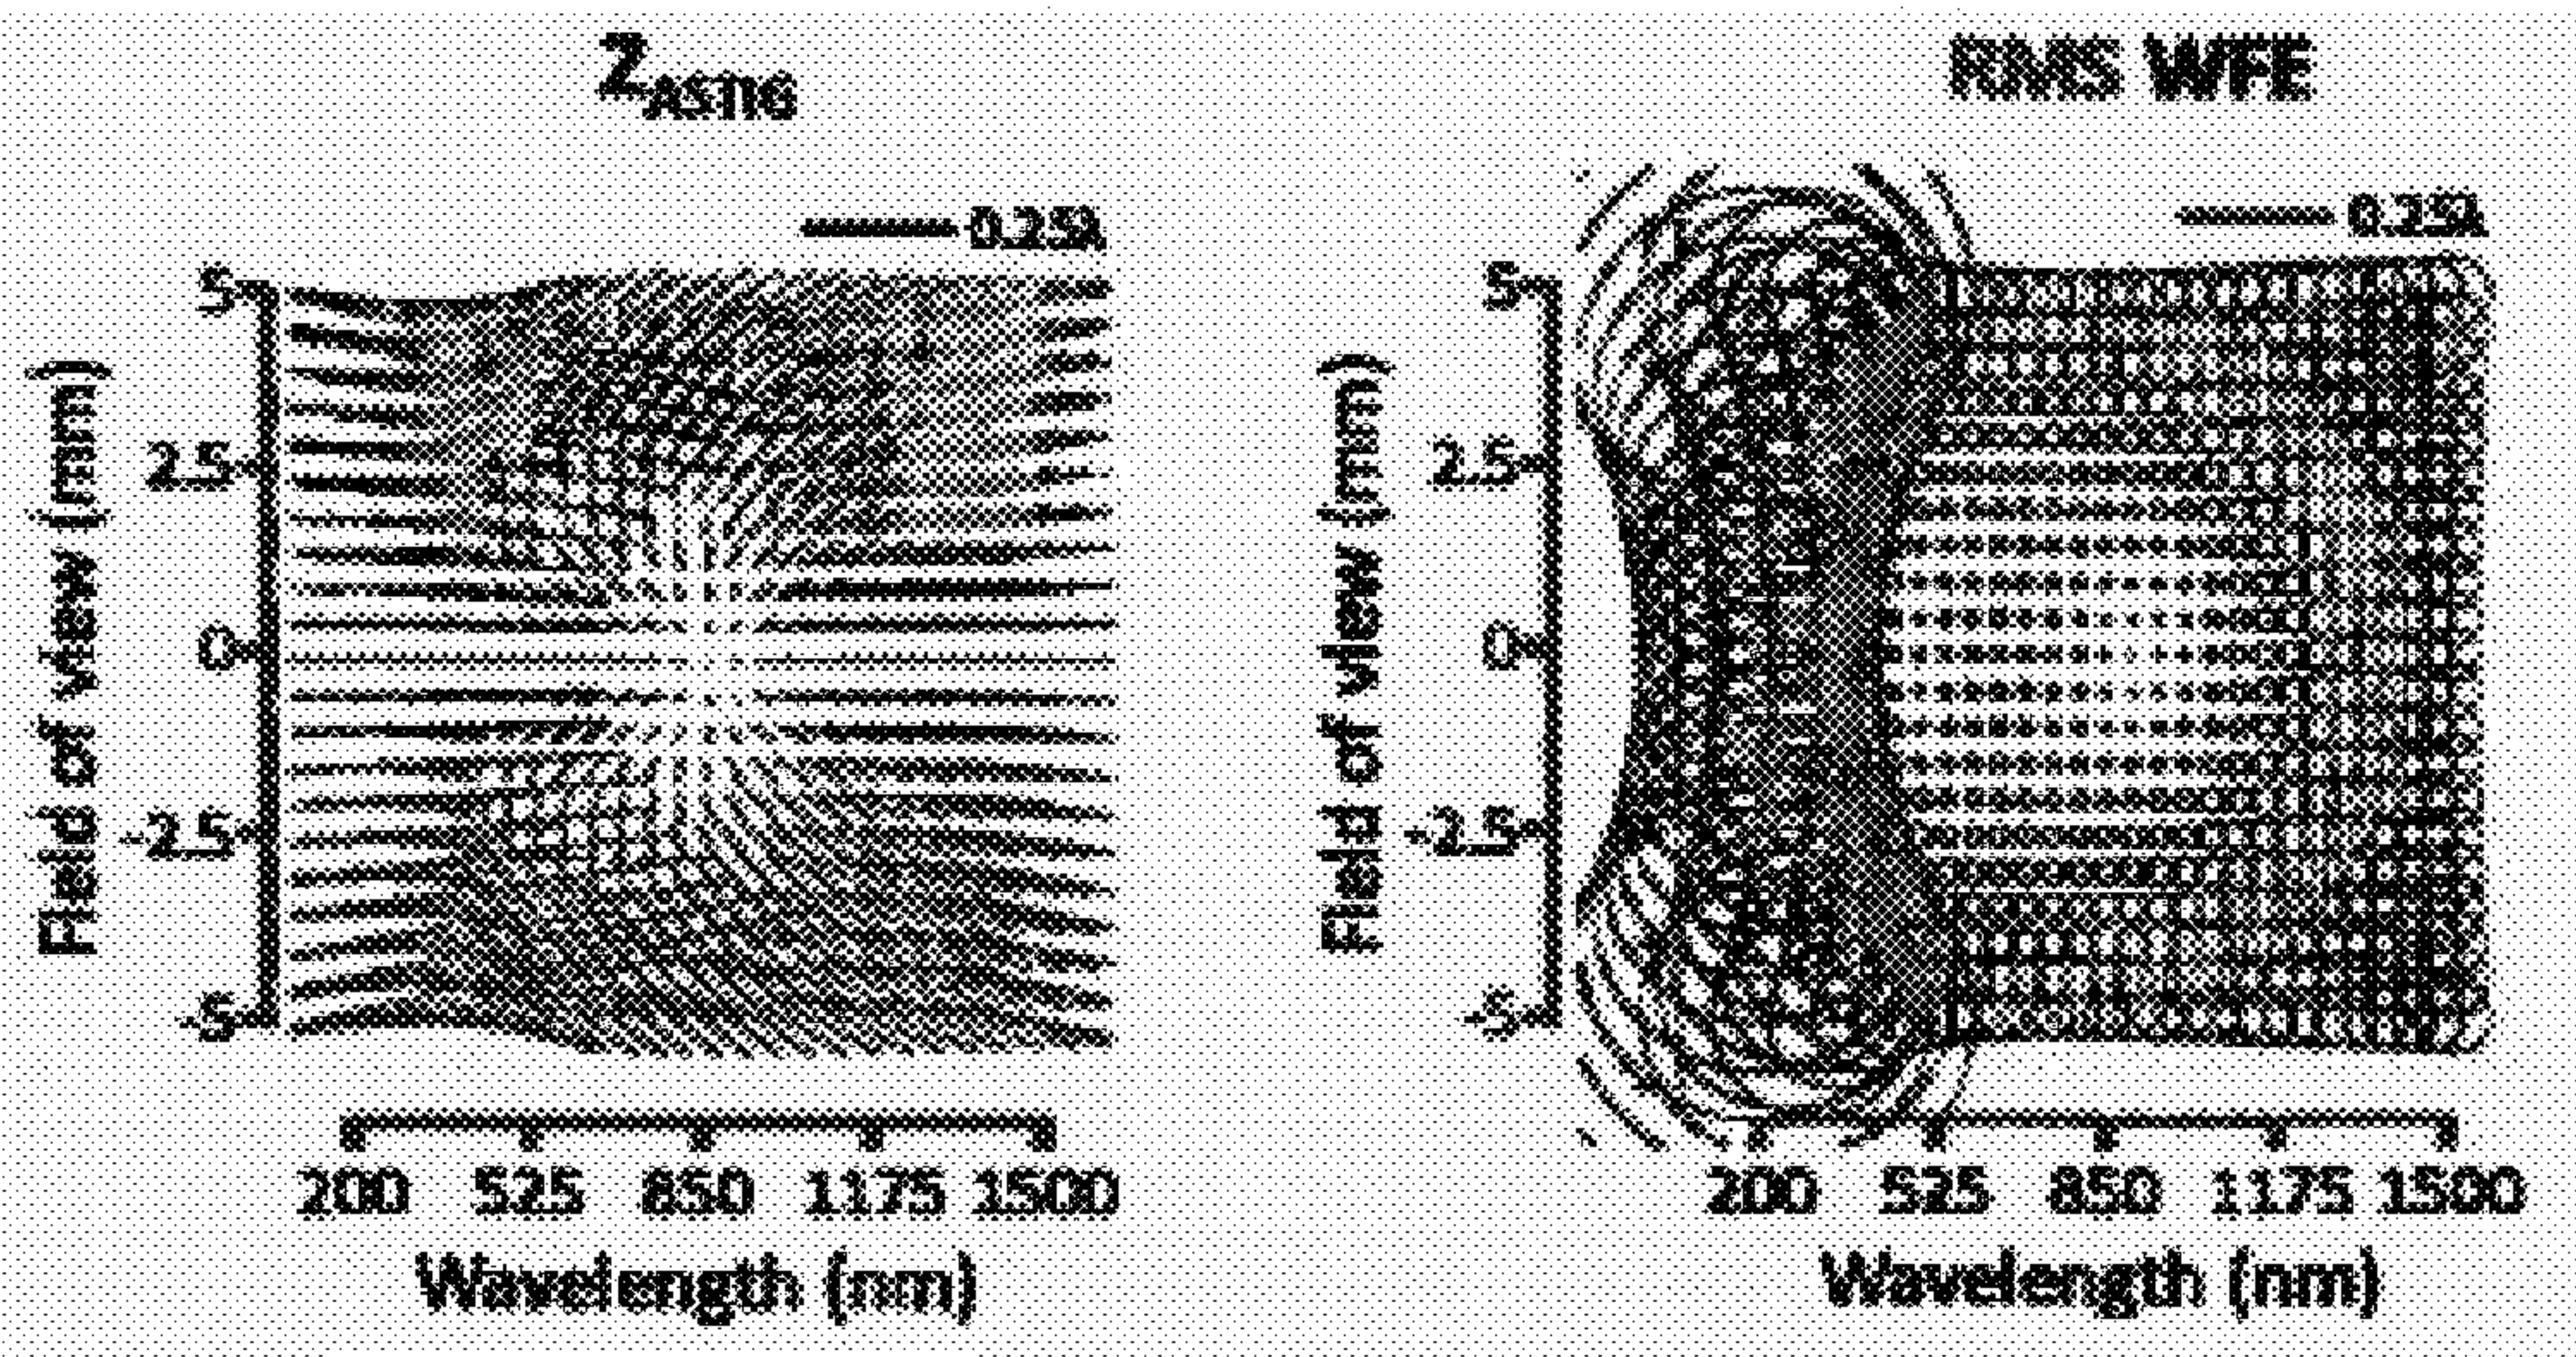 ZASTIG
0.25λ
5
2.5
0
-2.5
-5
Field of view (mm)
200 525 850 1175 1500
Wavelength (nm)
RMS WFE
0.25λ
5
2.5
0
-2.5
-5
Field of view (mm)
200 525 850 1175 1500
Wavelength (nm)